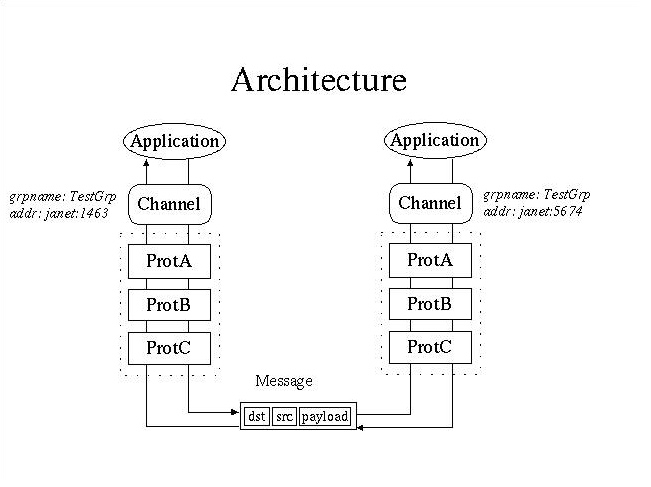 Architecture
Application
Application
grpname: TestGrp
addr: janet:1463
Channel
Channel
grpname: TestGrp
addr: janet:5674
ProtA
ProtA
ProtB
ProtB
ProtC
ProtC
Message
dst src payload